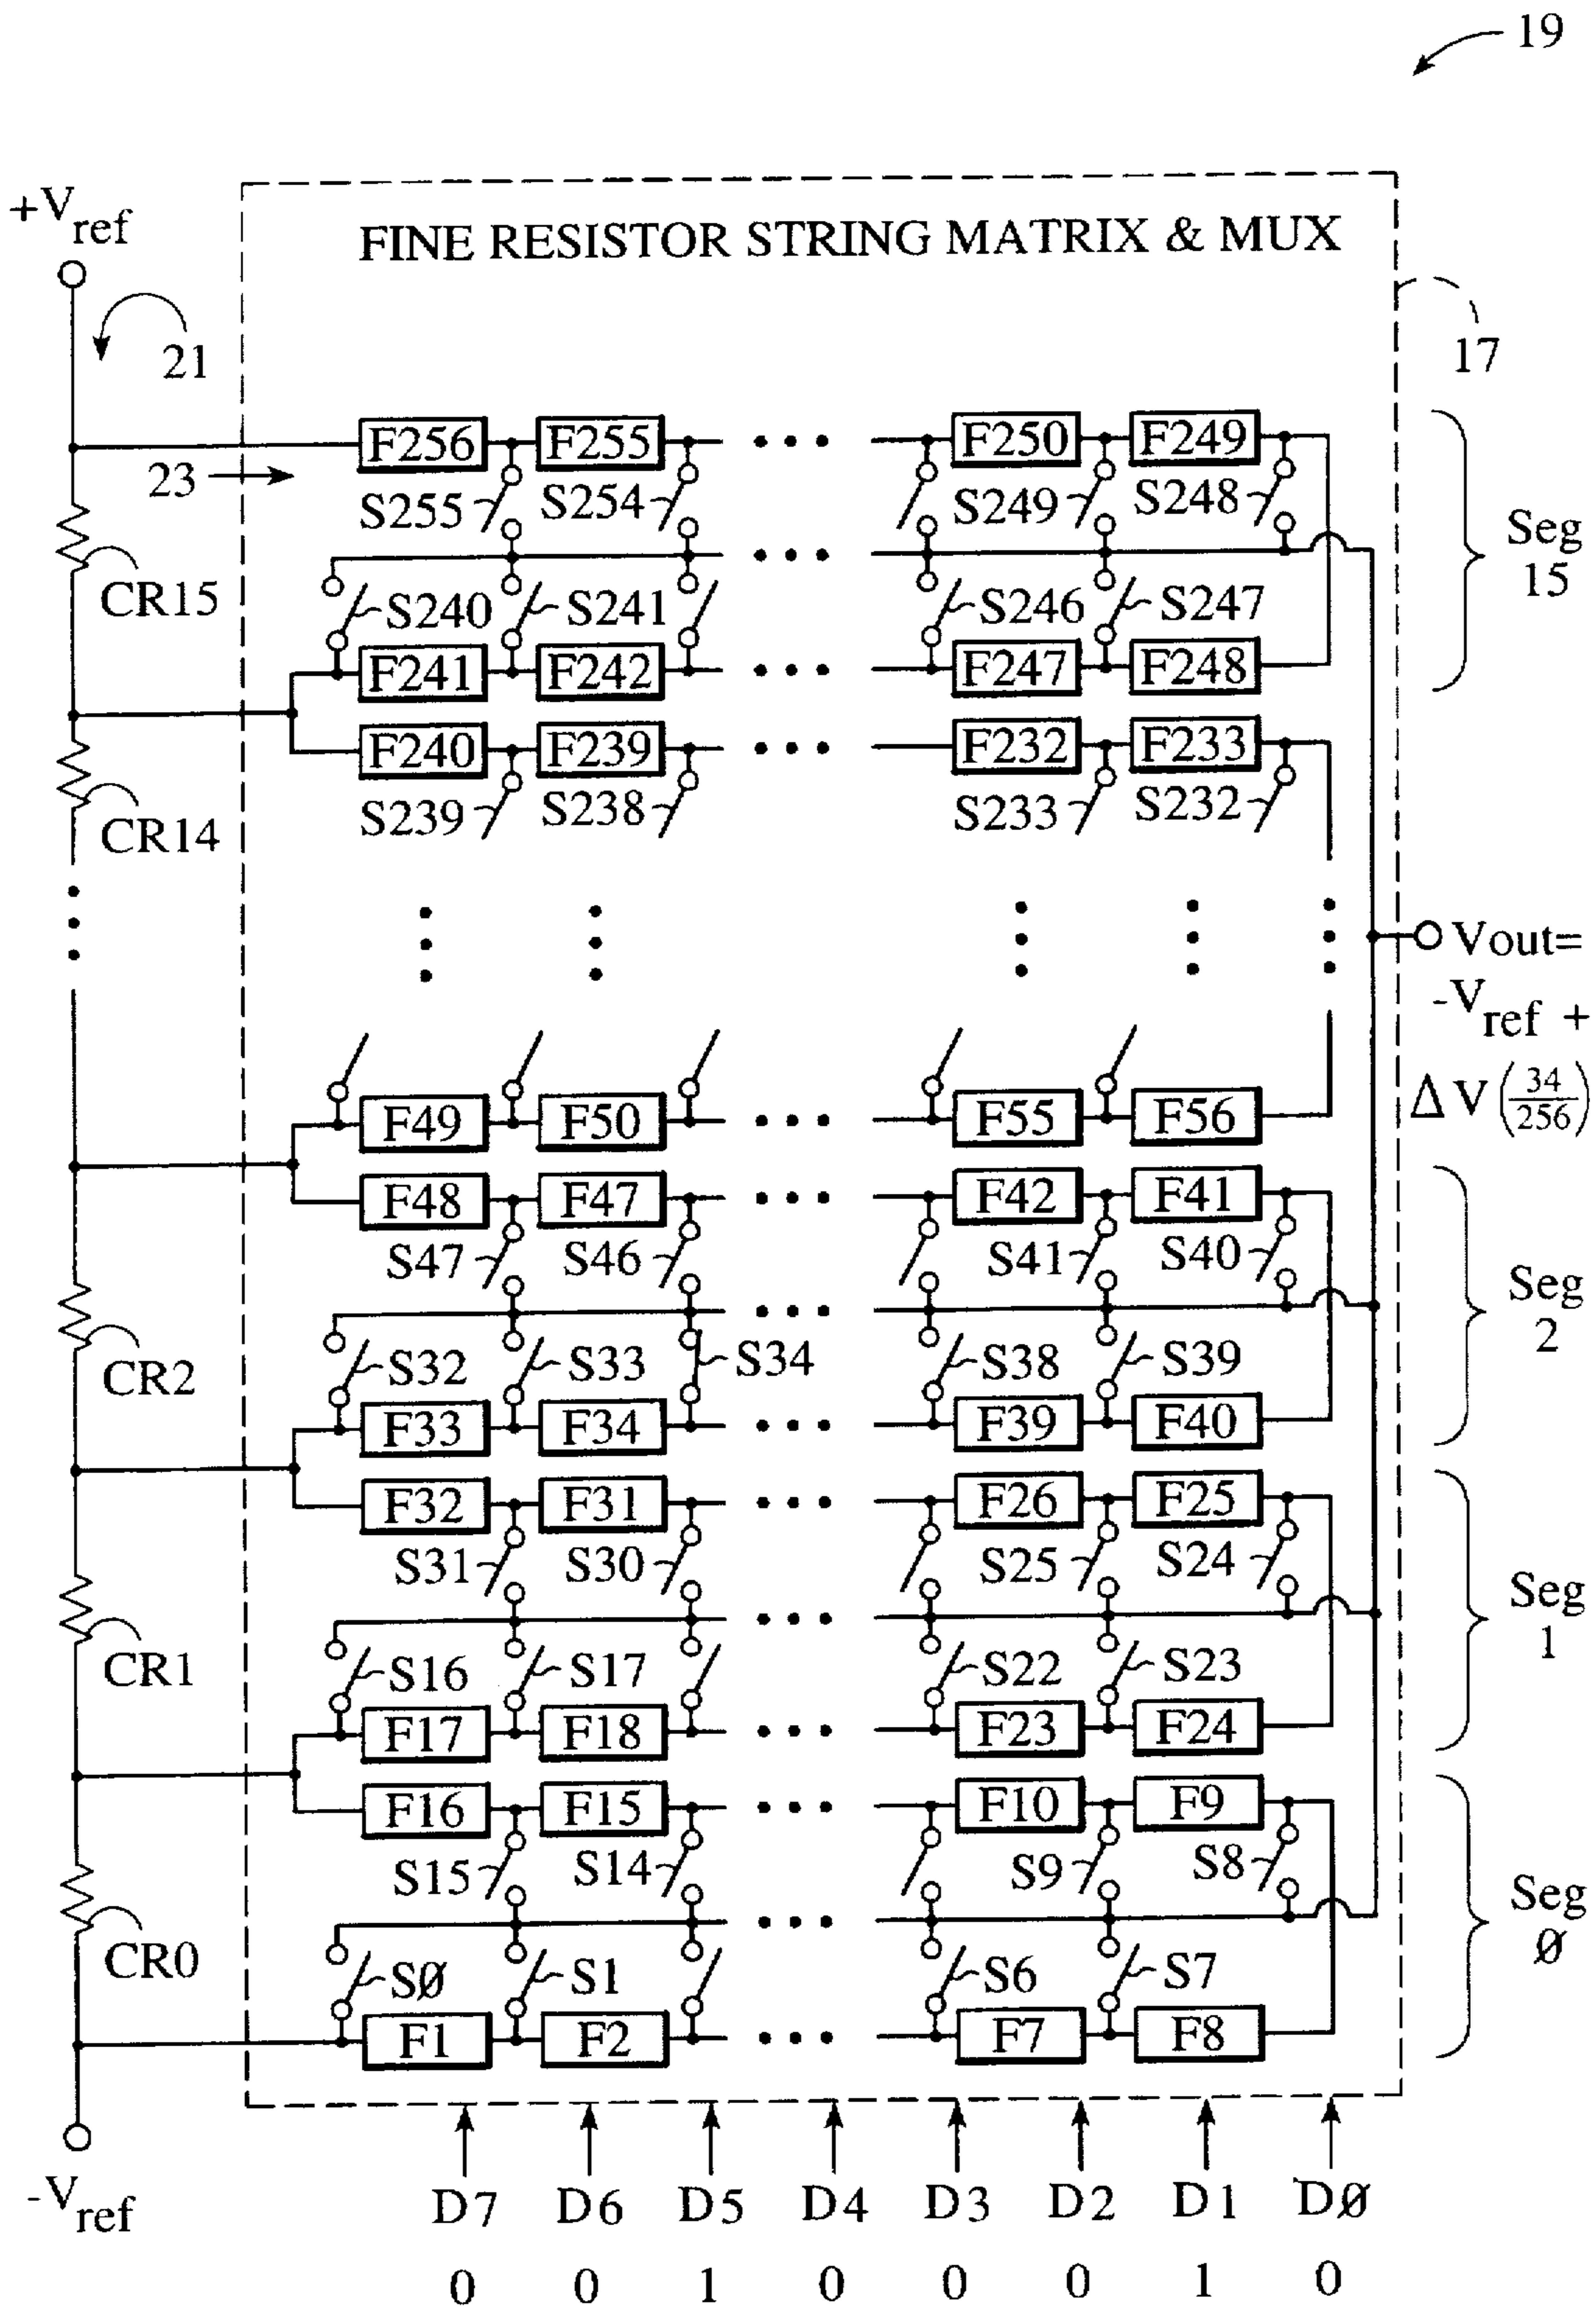 19
+Vref
FINE RESISTOR STRING MATRIX & MUX
21
17
F256 F255 F250 F249
23
S255 S254 S249 S248
Seg
15
CR15
S240 S241 S246 S247
F241 F242 F247 F248
F240 F239 F232 F233
S239 S238 S233 S232
CR14
Vout=
-Vref +
ΔV(34/256)
F49 F50 F55 F56
F48 F47 F42 F41
S47 S46 S41 S40
Seg
2
CR2
S32 S33 S34 S38 S39
F33 F34 F39 F40
F32 F31 F26 F25
S31 S30 S25 S24
Seg
1
CR1
S16 S17 S22 S23
F17 F18 F23 F24
F16 F15 F10 F9
S15 S14 S9 S8
Seg
Ø
CR0
SØ S1 S6 S7
F1 F2 F7 F8
-Vref
D7 D6 D5 D4 D3 D2 D1 DØ
0 0 1 0 0 0 1 0